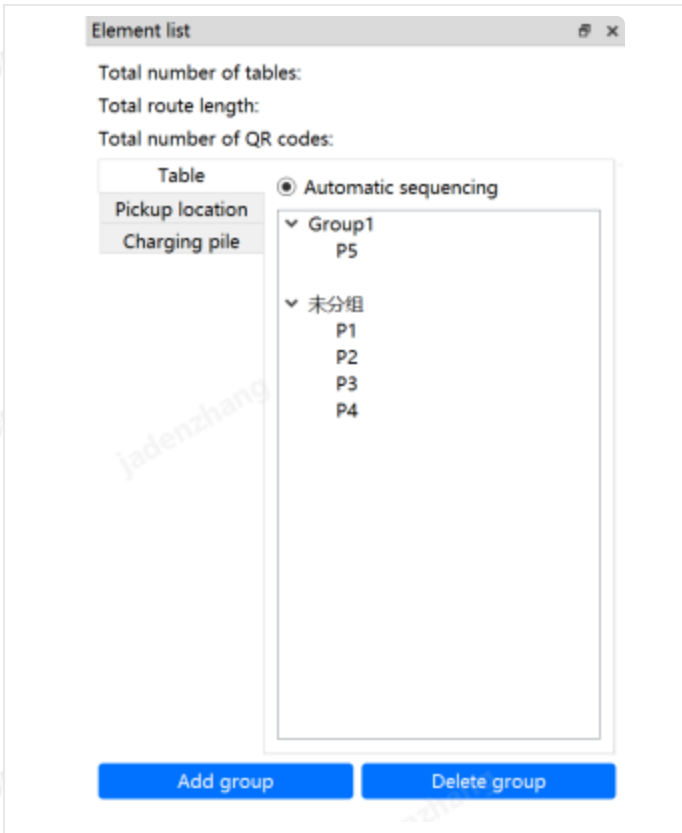 Element list
Total number of tables:
Total route length:
Total number of QR codes:
Table
Pickup location
Charging pile
Automatic sequencing
Group1
P5
未分组
P1
P2
P3
P4
jadenzhang
Add group
Delete group